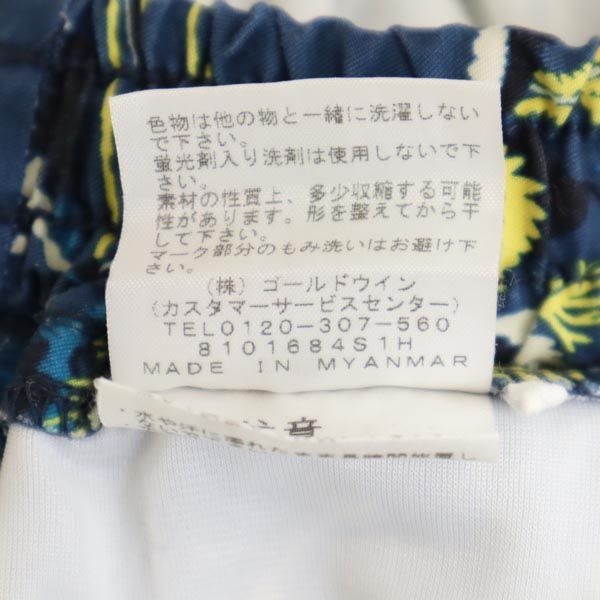 色物は他の物と一緒に洗濯しない
で下さい。
蛍光剤入り洗剤は使用しないで下
さい。
素材の性質上、多少収縮する可能
性があります。形を整えてから干
して下さい。
マーク部分のもみ洗いはお避け下
さい。
(株)ゴールドウイン
(カスタマーサービスセンター)
TEL0120-307-560
8101684S1H
MADE IN MYANMAR
注意